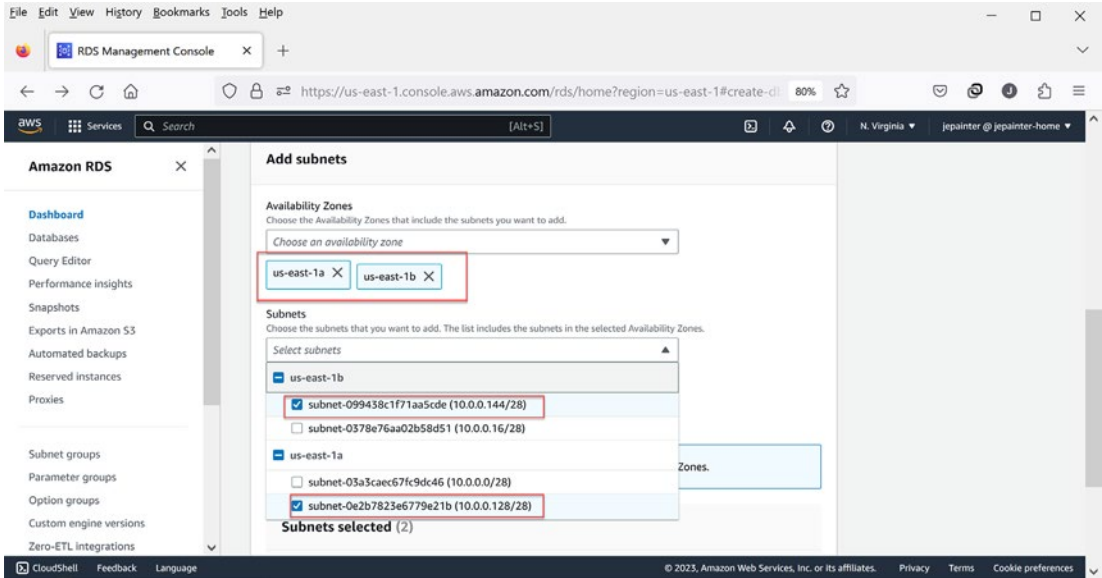 File Edit View History Bookmarks Tools Help
RDS Management Console
https://us-east-1.console.aws.amazon.com/rds/home?region=us-east-1#create-d 80%
aws Services Search [Alt+S] N. Virginia jepainter @ jepainter-home
Amazon RDS
Dashboard
Databases
Query Editor
Performance insights
Snapshots
Exports in Amazon S3
Automated backups
Reserved instances
Proxies
Subnet groups
Parameter groups
Option groups
Custom engine versions
Zero-ETL integrations
Add subnets
Availability Zones
Choose the Availability Zones that include the subnets you want to add.
Choose an availability zone
us-east-1a us-east-1b
Subnets
Choose the subnets that you want to add. The list includes the subnets in the selected Availability Zones.
Select subnets
us-east-1b
subnet-099438c1f71aa5cde (10.0.0.144/28)
subnet-0378e76aa02b58d51 (10.0.0.16/28)
us-east-1a
subnet-03a3caec67fc9dc46 (10.0.0.0/28)
subnet-0e2b7823e6779e21b (10.0.0.128/28)
Zones.
Subnets selected (2)
CloudShell Feedback Language © 2023, Amazon Web Services, Inc. or its affiliates. Privacy Terms Cookie preferences